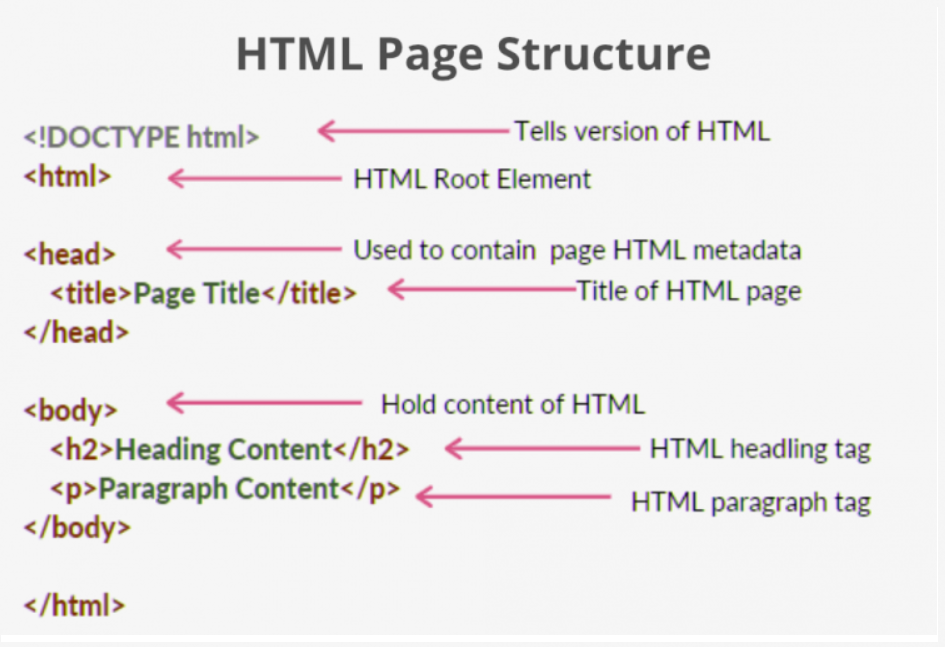 HTML Page Structure
<!DOCTYPE html> Tells version of HTML
<html> HTML Root Element
<head> Used to contain page HTML metadata
<title>Page Title</title> Title of HTML page
</head>
<body> Hold content of HTML
<h2>Heading Content</h2> HTML headling tag
<p>Paragraph Content</p> HTML paragraph tag
</body>
</html>